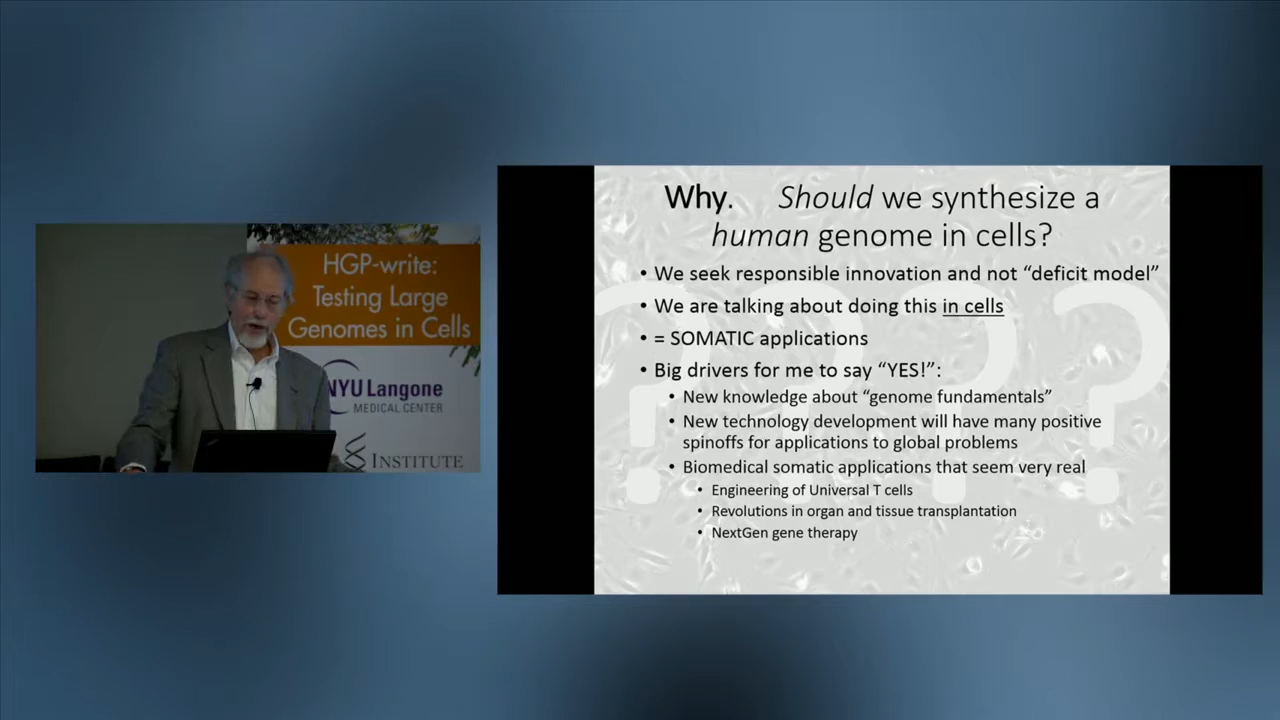 HGP-write:
Testing Large
Genomes in Cells
NYU Langone
MEDICAL CENTER
INSTITUTE
Why. Should we synthesize a
human genome in cells?
• We seek responsible innovation and not “deficit model”
• We are talking about doing this in cells
• = SOMATIC applications
• Big drivers for me to say “YES!”:
• New knowledge about “genome fundamentals”
• New technology development will have many positive
spinoffs for applications to global problems
• Biomedical somatic applications that seem very real
• Engineering of Universal T cells
• Revolutions in organ and tissue transplantation
• NextGen gene therapy
????